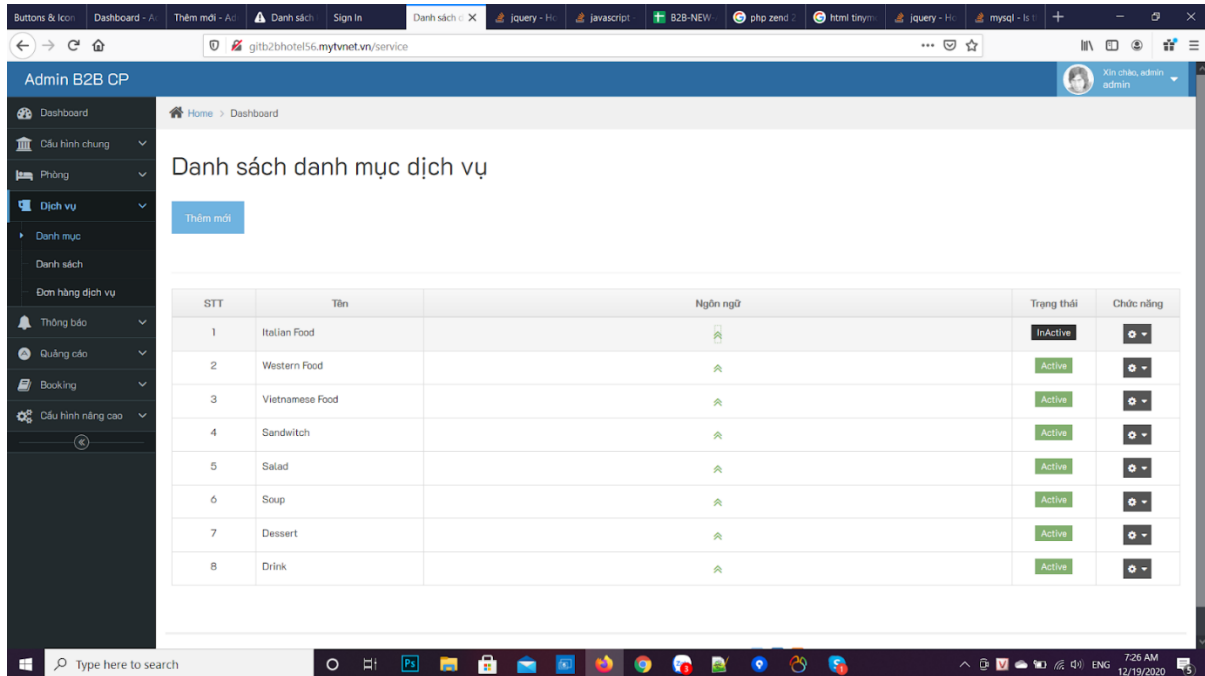 Buttons & Icon
Dashboard - A
Thêm mới - Ad
Danh sách
Sign In
Danh sách d
jquery - Ho
javascript -
B2B-NEW-
php zend 2
html tinym
jquery - Ho
mysql - Is t
gitb2bhotel56.mytvnet.vn/service
Admin B2B CP
Xin chào, admin
admin
Dashboard
Home > Dashboard
Cấu hình chung
Phòng
Dịch vụ
Danh mục
Danh sách
Đơn hàng dịch vụ
Thông báo
Quảng cáo
Booking
Cấu hình nâng cao
Danh sách danh mục dịch vụ
Thêm mới
STT Tên Ngôn ngữ Trạng thái Chức năng
1 Italian Food InActive
2 Western Food Active
3 Vietnamese Food Active
4 Sandwitch Active
5 Salad Active
6 Soup Active
7 Dessert Active
8 Drink Active
Type here to search
Ps
ENG
7:26 AM
12/19/2020